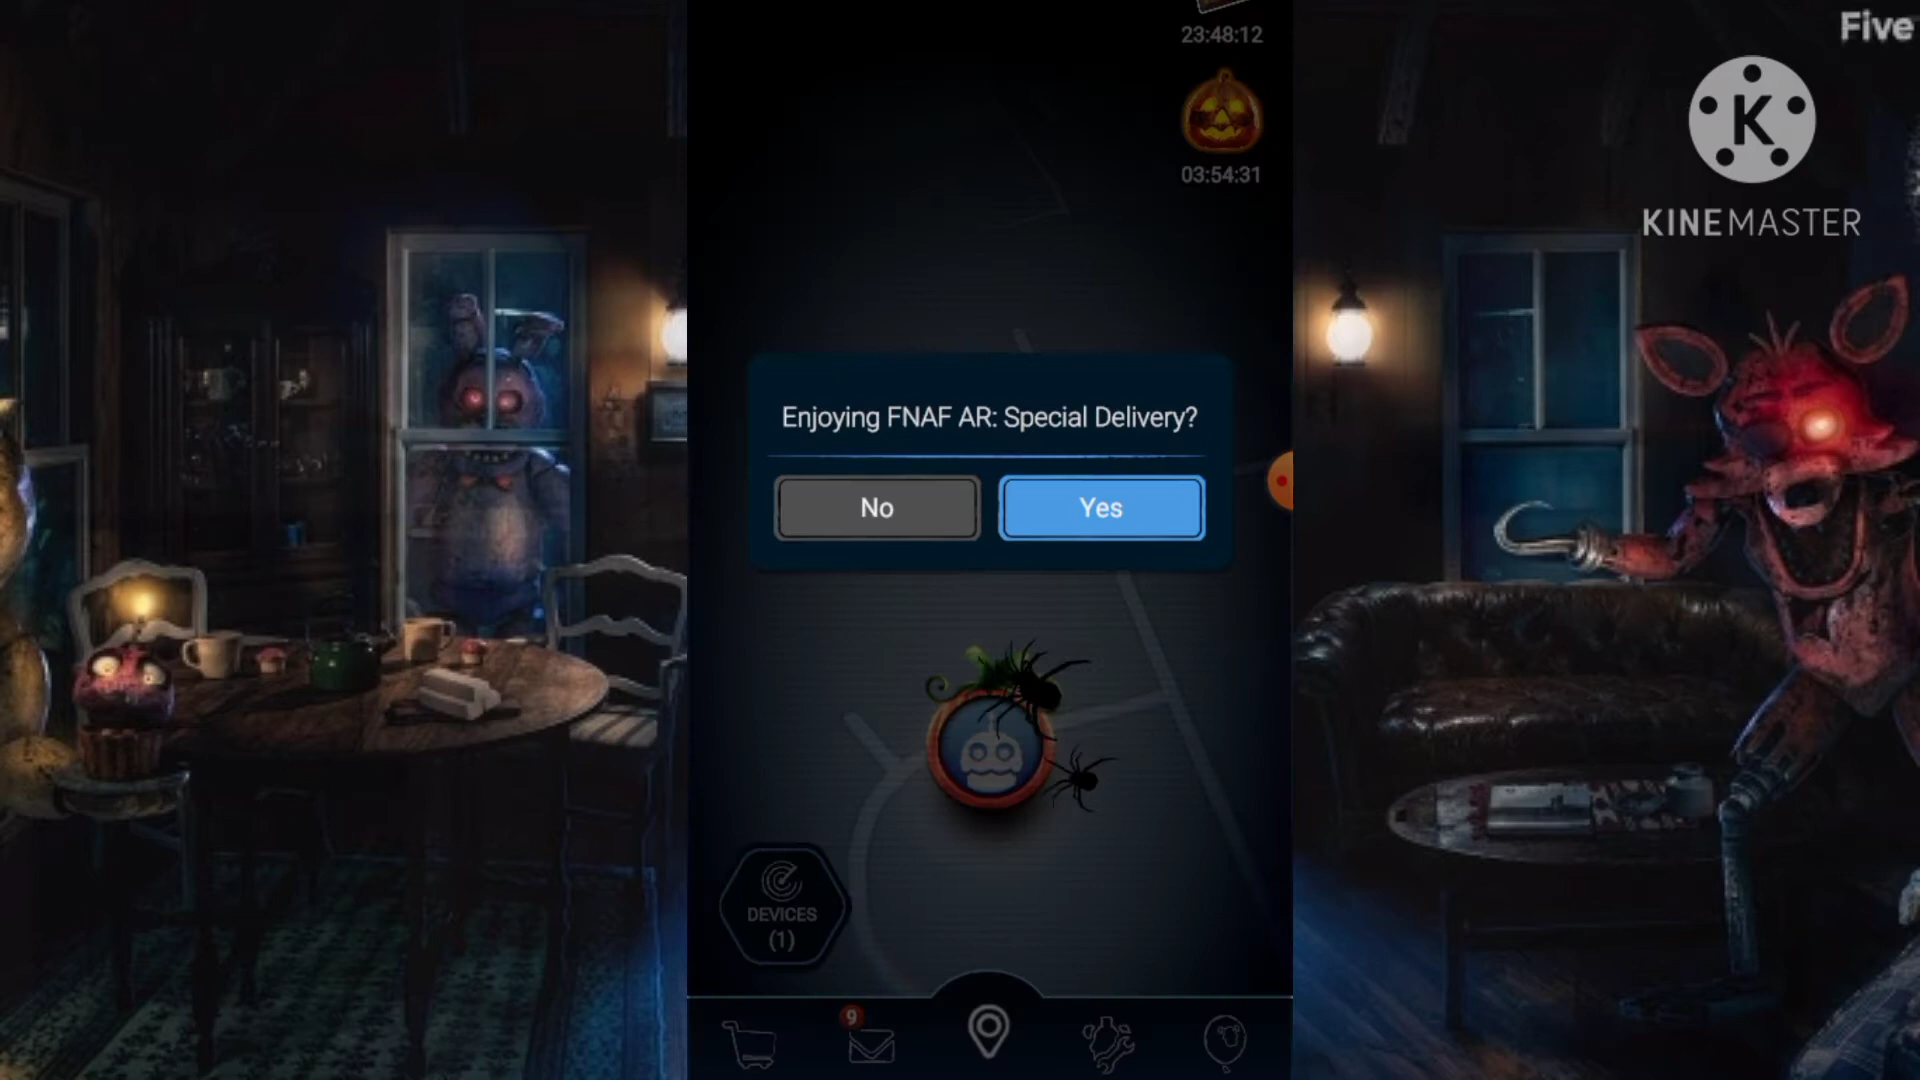 Five
23:48:12
K
KINEMASTER
03:54:31
Enjoying FNAF AR: Special Delivery?
No
Yes
DEVICES
(1)
9